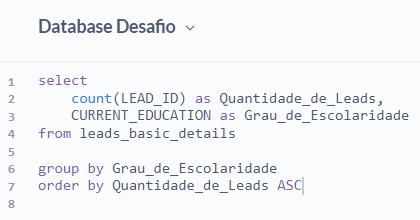 Database Desafio
1 select
2 count(LEAD_ID) as Quantidade_de_Leads,
3 CURRENT_EDUCATION as Grau_de_Escolaridade
4 from leads_basic_details
5
6 group by Grau_de_Escolaridade
7 order by Quantidade_de_Leads ASC
8